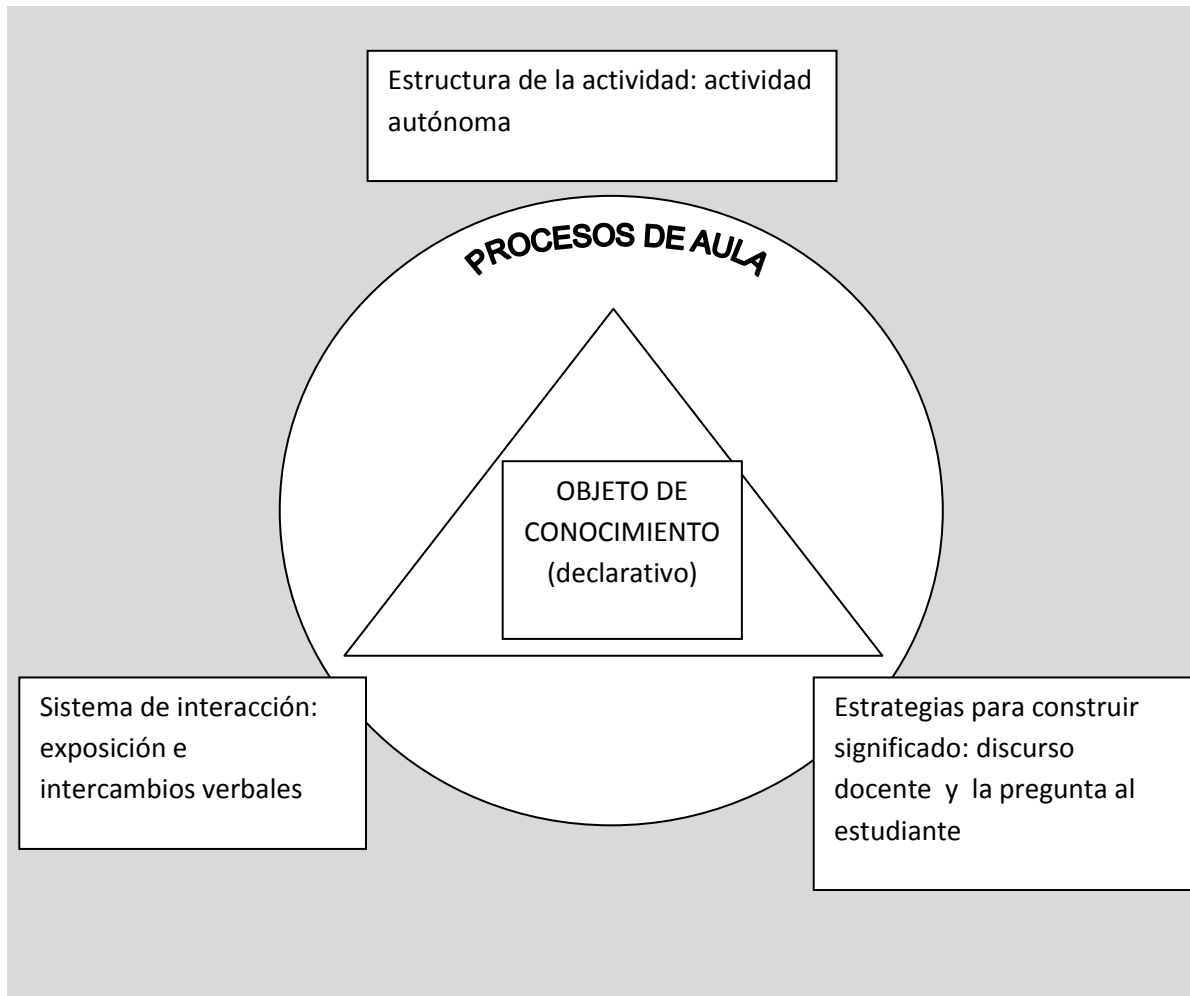 Estructura de la actividad: actividad
autónoma
PROCESOS DE AULA
OBJETO DE
CONOCIMIENTO
(declarativo)
Sistema de interacción:
exposición e
intercambios verbales
Estrategias para construir
significado: discurso
docente y la pregunta al
estudiante